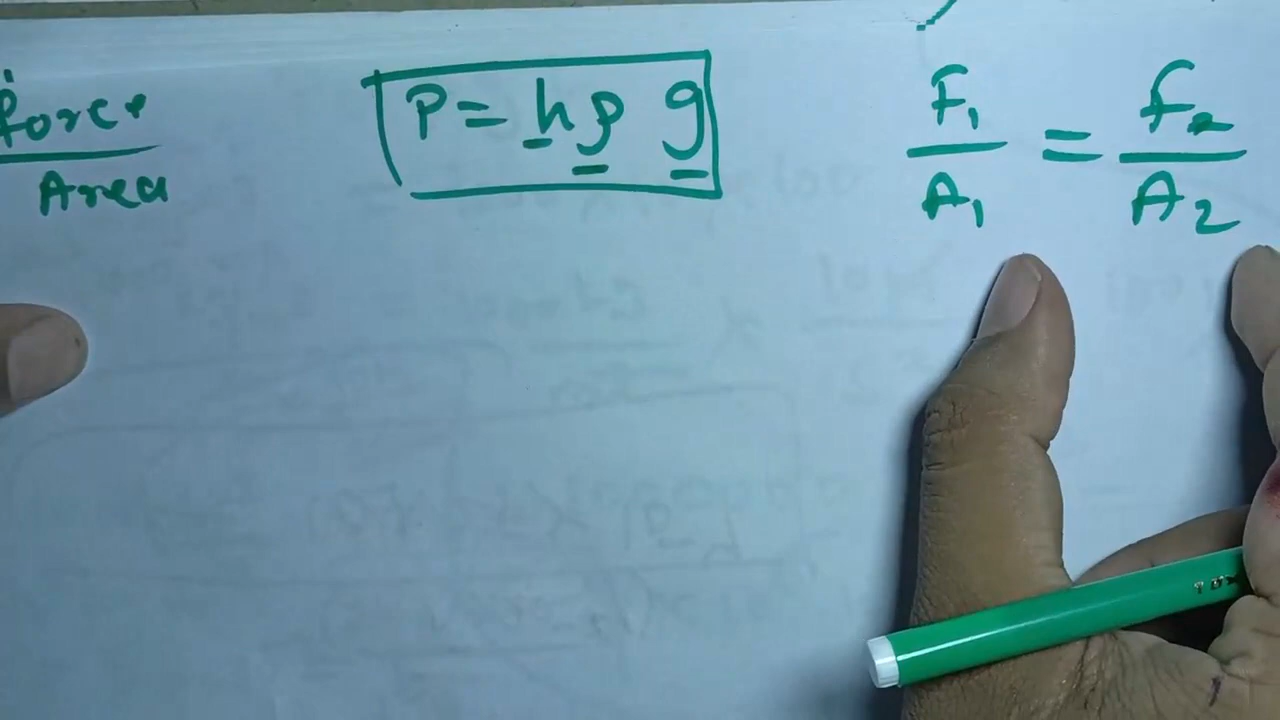 Force
Area
P = hρg
F₁ = F₂
A₁ A₂